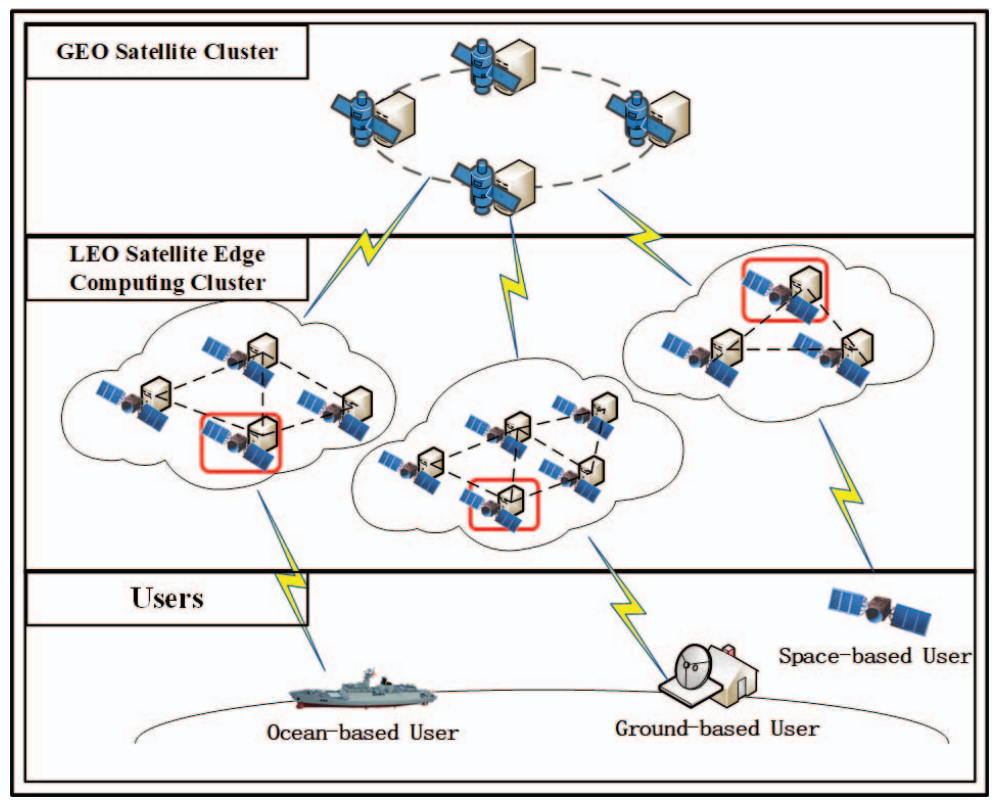 GEO Satellite Cluster
LEO Satellite Edge
Computing Cluster
Users
Space-based User
Ocean-based User
Ground-based User